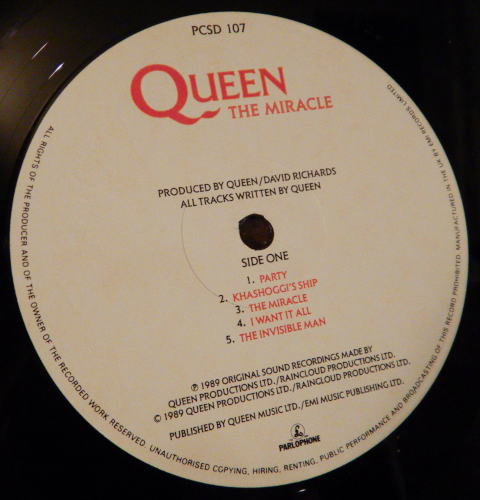 PCSD 107
QUEEN
THE MIRACLE
PRODUCED BY QUEEN/DAVID RICHARDS
ALL TRACKS WRITTEN BY QUEEN
SIDE ONE
1. PARTY
2. KHASHOGGI'S SHIP
3. THE MIRACLE
4. I WANT IT ALL
5. THE INVISIBLE MAN
℗ 1989 ORIGINAL SOUND RECORDINGS MADE BY
QUEEN PRODUCTIONS LTD./RAINCLOUD PRODUCTIONS LTD.
© 1989 QUEEN PRODUCTIONS LTD./RAINCLOUD PRODUCTIONS LTD.
PUBLISHED BY QUEEN MUSIC LTD./EMI MUSIC PUBLISHING LTD.
PARLOPHONE
ALL RIGHTS OF THE PRODUCER AND OF THE OWNER OF THE RECORDED WORK RESERVED. UNAUTHORISED COPYING, HIRING, RENTING, PUBLIC PERFORMANCE AND BROADCASTING OF THIS RECORD PROHIBITED. MANUFACTURED IN THE UK BY EMI RECORDS LIMITED